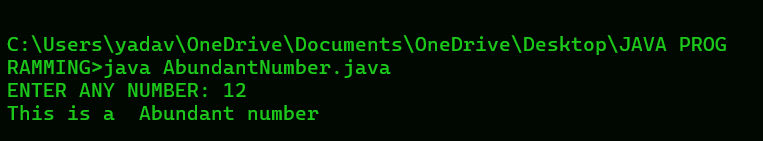 C:\Users\yadav\OneDrive\Documents\OneDrive\Desktop\JAVA PROG
RAMMING>java AbundantNumber.java
ENTER ANY NUMBER: 12
This is a  Abundant number